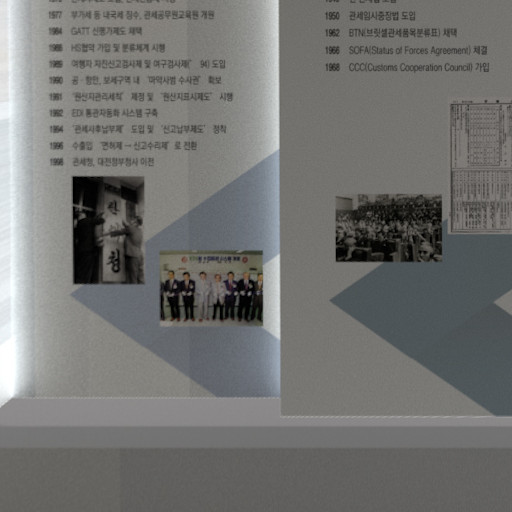 1977 부가세 등 내국세 징수, 관세공무원교육원 개원
1984 GATT 신평가제도 채택
1988 HS협약 가입 및 분류체계 시행
1989 여행자 자진신고검사제 및 여구검사제(' 94) 도입
1990 공·항만, 보세구역 내 '마약사범 수사권' 확보
1991 '원산지관리세칙' 제정 및 '원산지표시제도' 시행
1992 EDI 통관자동화 시스템 구축
1994 '관세사후납부제' 도입 및 '신고납부제도' 정착
1996 수출입 '면허제 → 신고수리제'로 전환
1998 관세청, 대전정부청사 이전
1950 관세임시증징법 도입
1962 BTN(브릿셀관세품목분류표) 채택
1966 SOFA(Status of Forces Agreement) 체결
1968 CCC(Customs Cooperation Council) 가입